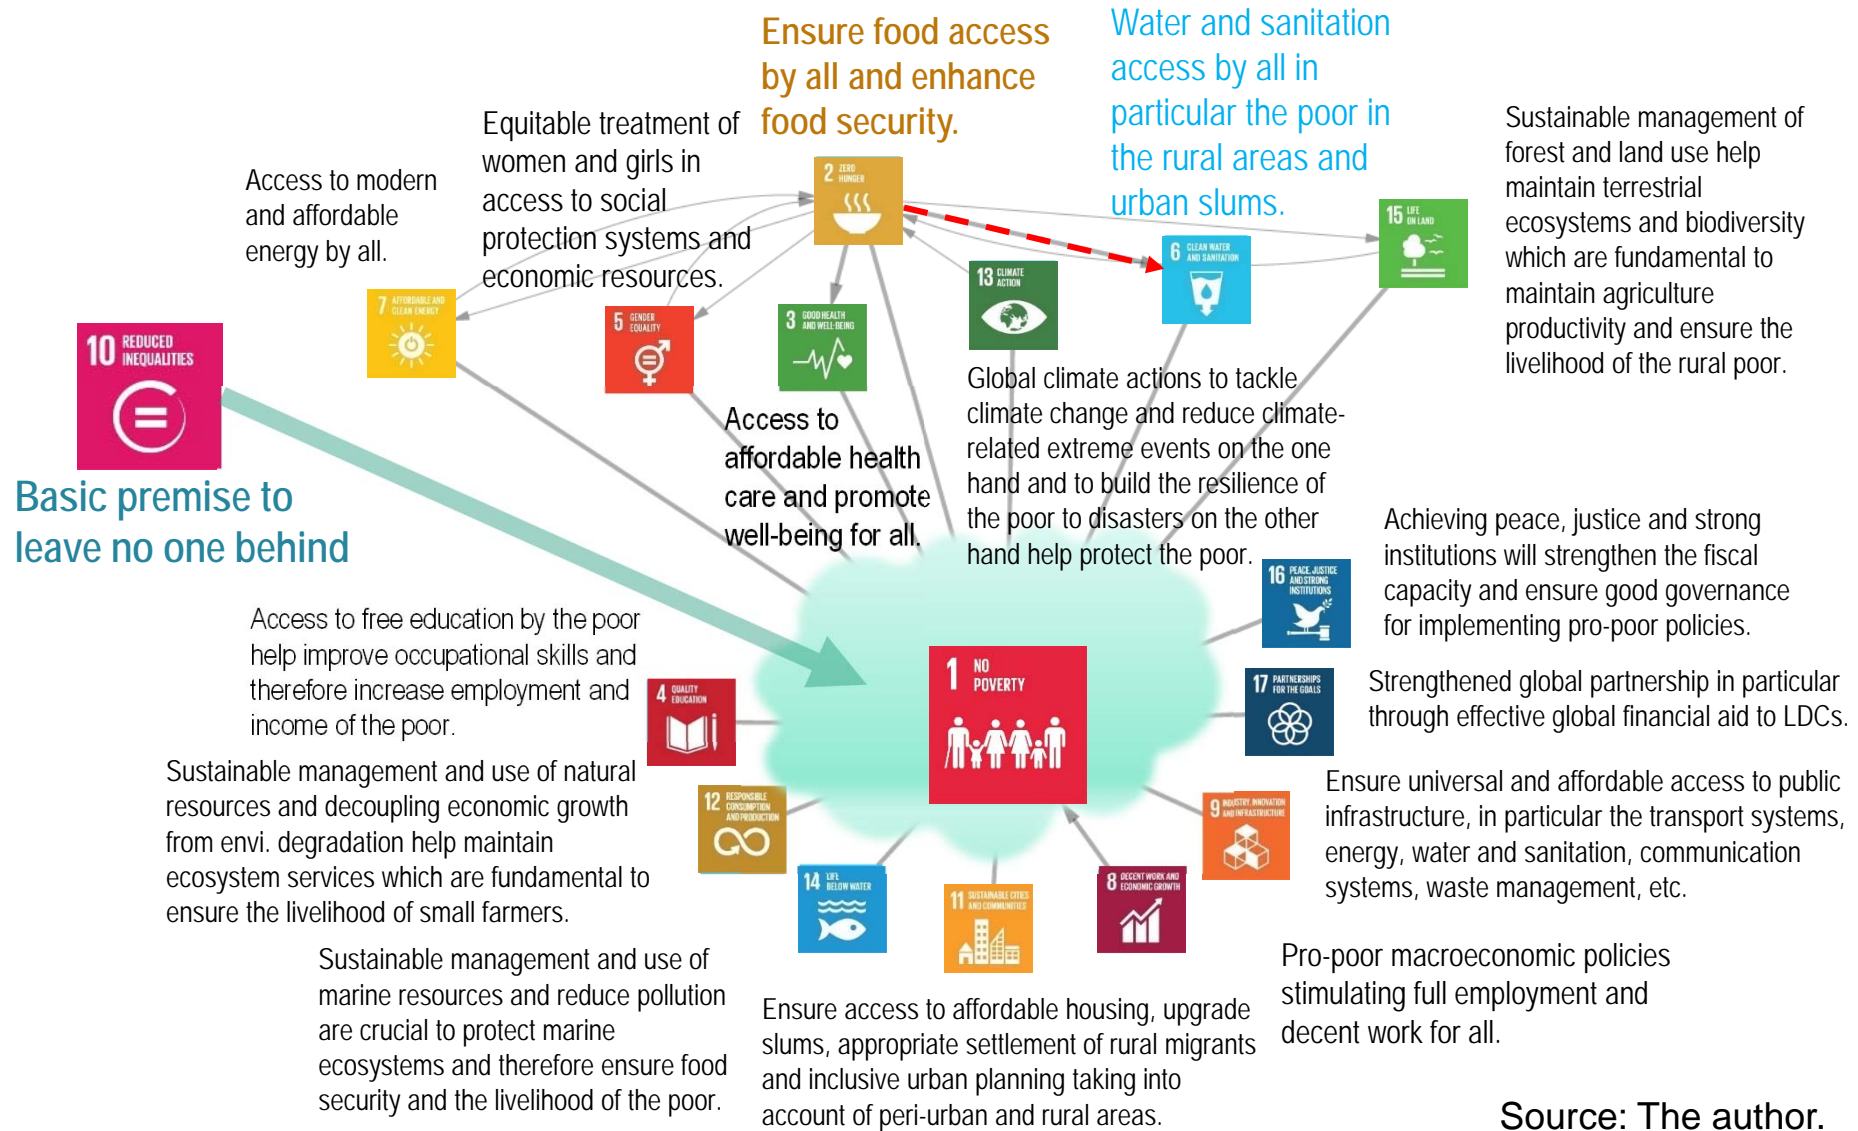 Ensure food access
by all and enhance
food security.
Water and sanitation
access by all in
particular the poor in
the rural areas and
urban slums.
Equitable treatment of
women and girls in
access to social
protection systems and
economic resources.
Access to modern
and affordable
energy by all.
Sustainable management of
forest and land use help
maintain terrestrial
ecosystems and biodiversity
which are fundamental to
maintain agriculture
productivity and ensure the
livelihood of the rural poor.
2 ZERO
HUNGER
15 LIFE
ON LAND
6 CLEAN WATER
AND SANITATION
13 CLIMATE
ACTION
7 AFFORDABLE AND
CLEAN ENERGY
5 GENDER
EQUALITY
3 GOOD HEALTH
AND WELL-BEING
10 REDUCED
INEQUALITIES
Basic premise to
leave no one behind
Access to
affordable health
care and promote
well-being for all.
Global climate actions to tackle
climate change and reduce climate-
related extreme events on the one
hand and to build the resilience of
the poor to disasters on the other
hand help protect the poor.
16 PEACE, JUSTICE
AND STRONG
INSTITUTIONS
Achieving peace, justice and strong
institutions will strengthen the fiscal
capacity and ensure good governance
for implementing pro-poor policies.
Access to free education by the poor
help improve occupational skills and
therefore increase employment and
income of the poor.
4 QUALITY
EDUCATION
1 NO
POVERTY
17 PARTNERSHIPS
FOR THE GOALS
Strengthened global partnership in particular
through effective global financial aid to LDCs.
Sustainable management and use of natural
resources and decoupling economic growth
from envi. degradation help maintain
ecosystem services which are fundamental to
ensure the livelihood of small farmers.
12 RESPONSIBLE
CONSUMPTION
AND PRODUCTION
9 INDUSTRY, INNOVATION
AND INFRASTRUCTURE
Ensure universal and affordable access to public
infrastructure, in particular the transport systems,
energy, water and sanitation, communication
systems, waste management, etc.
14 LIFE
BELOW WATER
11 SUSTAINABLE CITIES
AND COMMUNITIES
8 DECENT WORK AND
ECONOMIC GROWTH
Sustainable management and use of
marine resources and reduce pollution
are crucial to protect marine
ecosystems and therefore ensure food
security and the livelihood of the poor.
Ensure access to affordable housing, upgrade
slums, appropriate settlement of rural migrants
and inclusive urban planning taking into
account of peri-urban and rural areas.
Pro-poor macroeconomic policies
stimulating full employment and
decent work for all.
Source: The author.